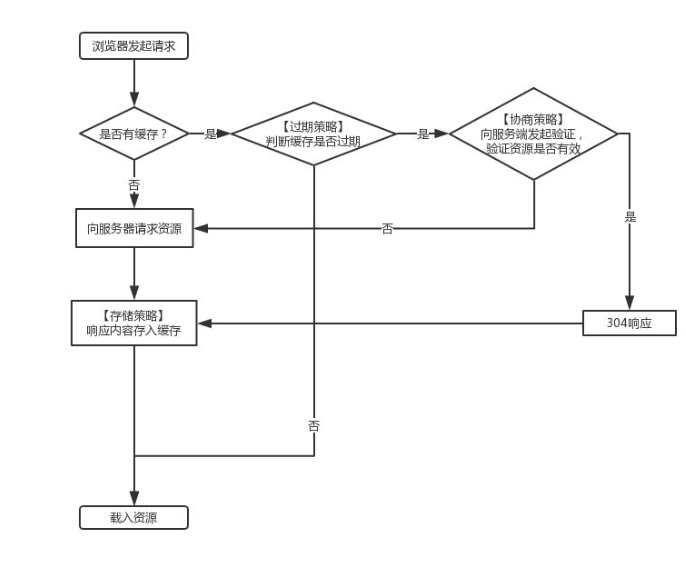 浏览器发起请求
是否有缓存？
是
【过期策略】
判断缓存是否过期
是
【协商策略】
向服务端发起验证，
验证资源是否有效
否
是
向服务器请求资源
否
【存储策略】
响应内容存入缓存
304响应
否
载入资源